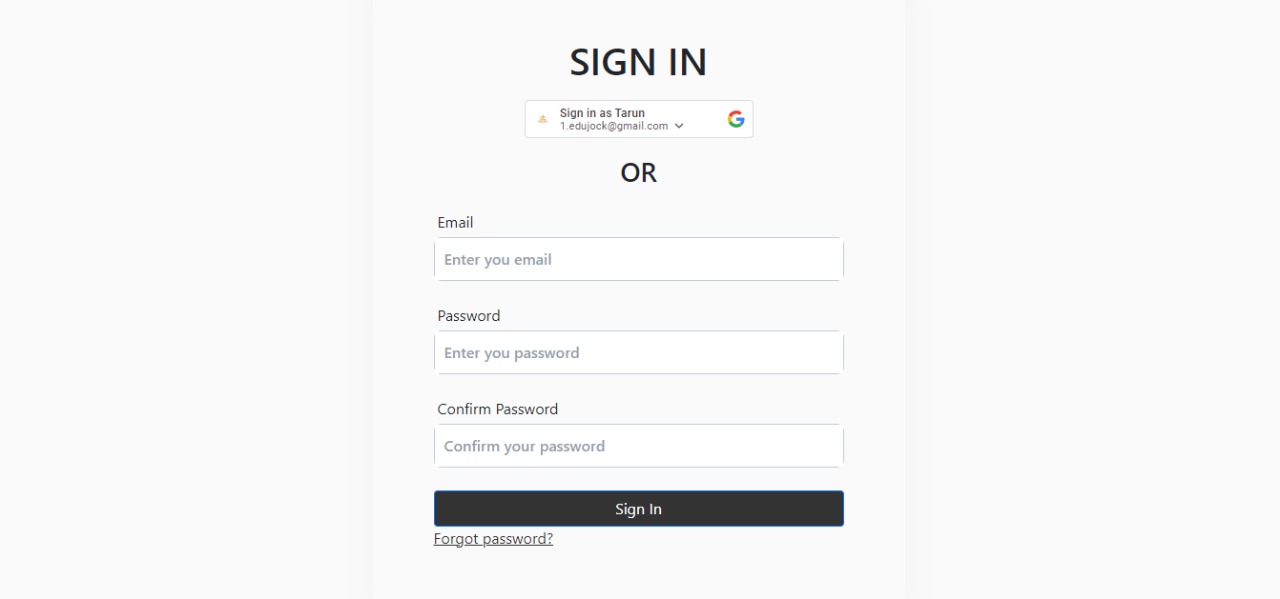 SIGN IN
Sign in as Tarun
1.edujock@gmail.com
OR
Email
Enter you email
Password
Enter you password
Confirm Password
Confirm your password
Sign In
Forgot password?